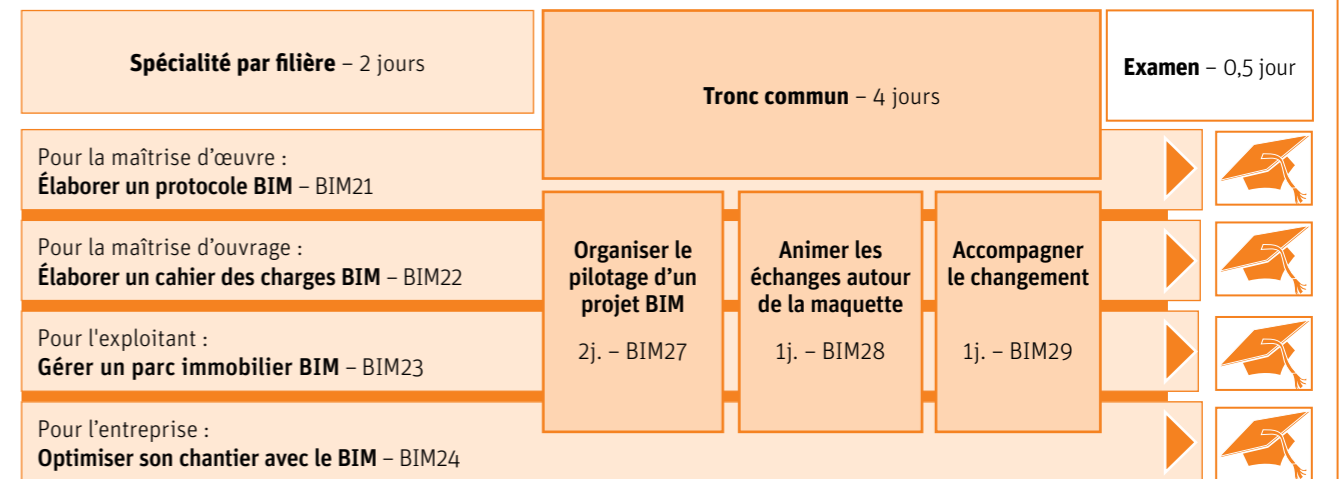 Spécialité par filière – 2 jours
Tronc commun – 4 jours
Examen – 0,5 jour
Pour la maîtrise d’œuvre :
Élaborer un protocole BIM – BIM21
Pour la maîtrise d’ouvrage :
Élaborer un cahier des charges BIM – BIM22
Pour l'exploitant :
Gérer un parc immobilier BIM – BIM23
Pour l’entreprise :
Optimiser son chantier avec le BIM – BIM24
Organiser le
pilotage d’un
projet BIM
2j. – BIM27
Animer les
échanges autour
de la maquette
1j. – BIM28
Accompagner
le changement
1j. – BIM29